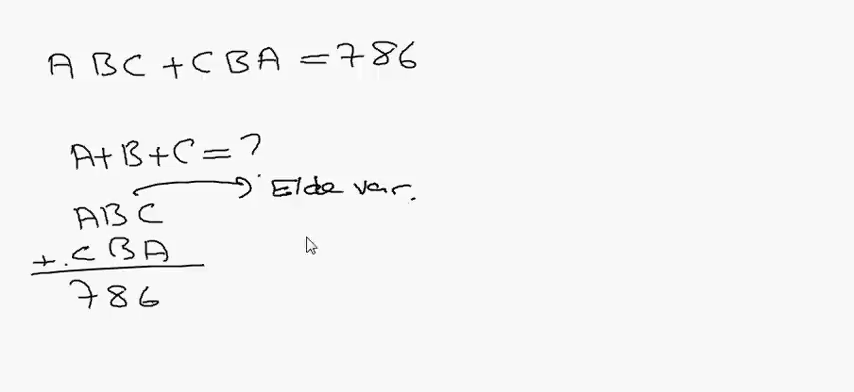 ABC + CBA = 786
A+B+C = ?
Elde var.
ABC
+ CBA
786